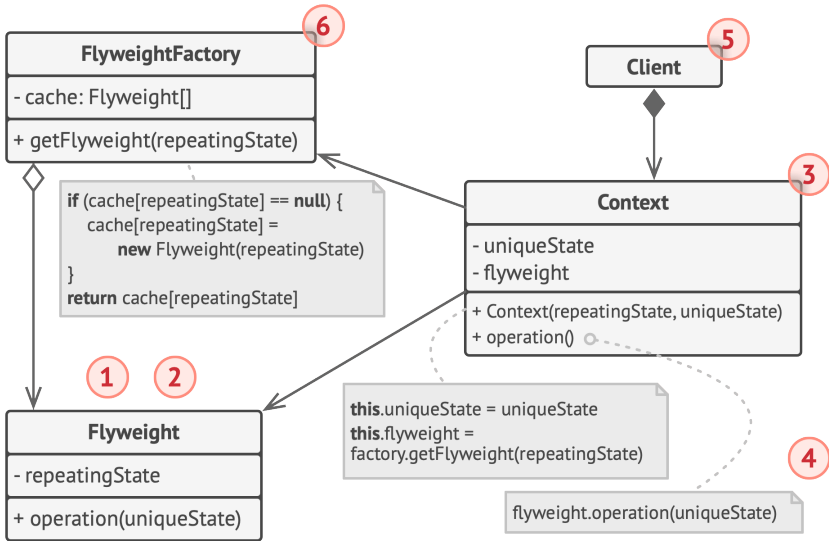 6
FlyweightFactory
- cache: Flyweight[]
+ getFlyweight(repeatingState)
if (cache[repeatingState] == null) {
cache[repeatingState] =
new Flyweight(repeatingState)
}
return cache[repeatingState]
5
Client
3
Context
- uniqueState
- flyweight
+ Context(repeatingState, uniqueState)
+ operation()
1
2
Flyweight
- repeatingState
+ operation(uniqueState)
this.uniqueState = uniqueState
this.flyweight =
factory.getFlyweight(repeatingState)
4
flyweight.operation(uniqueState)